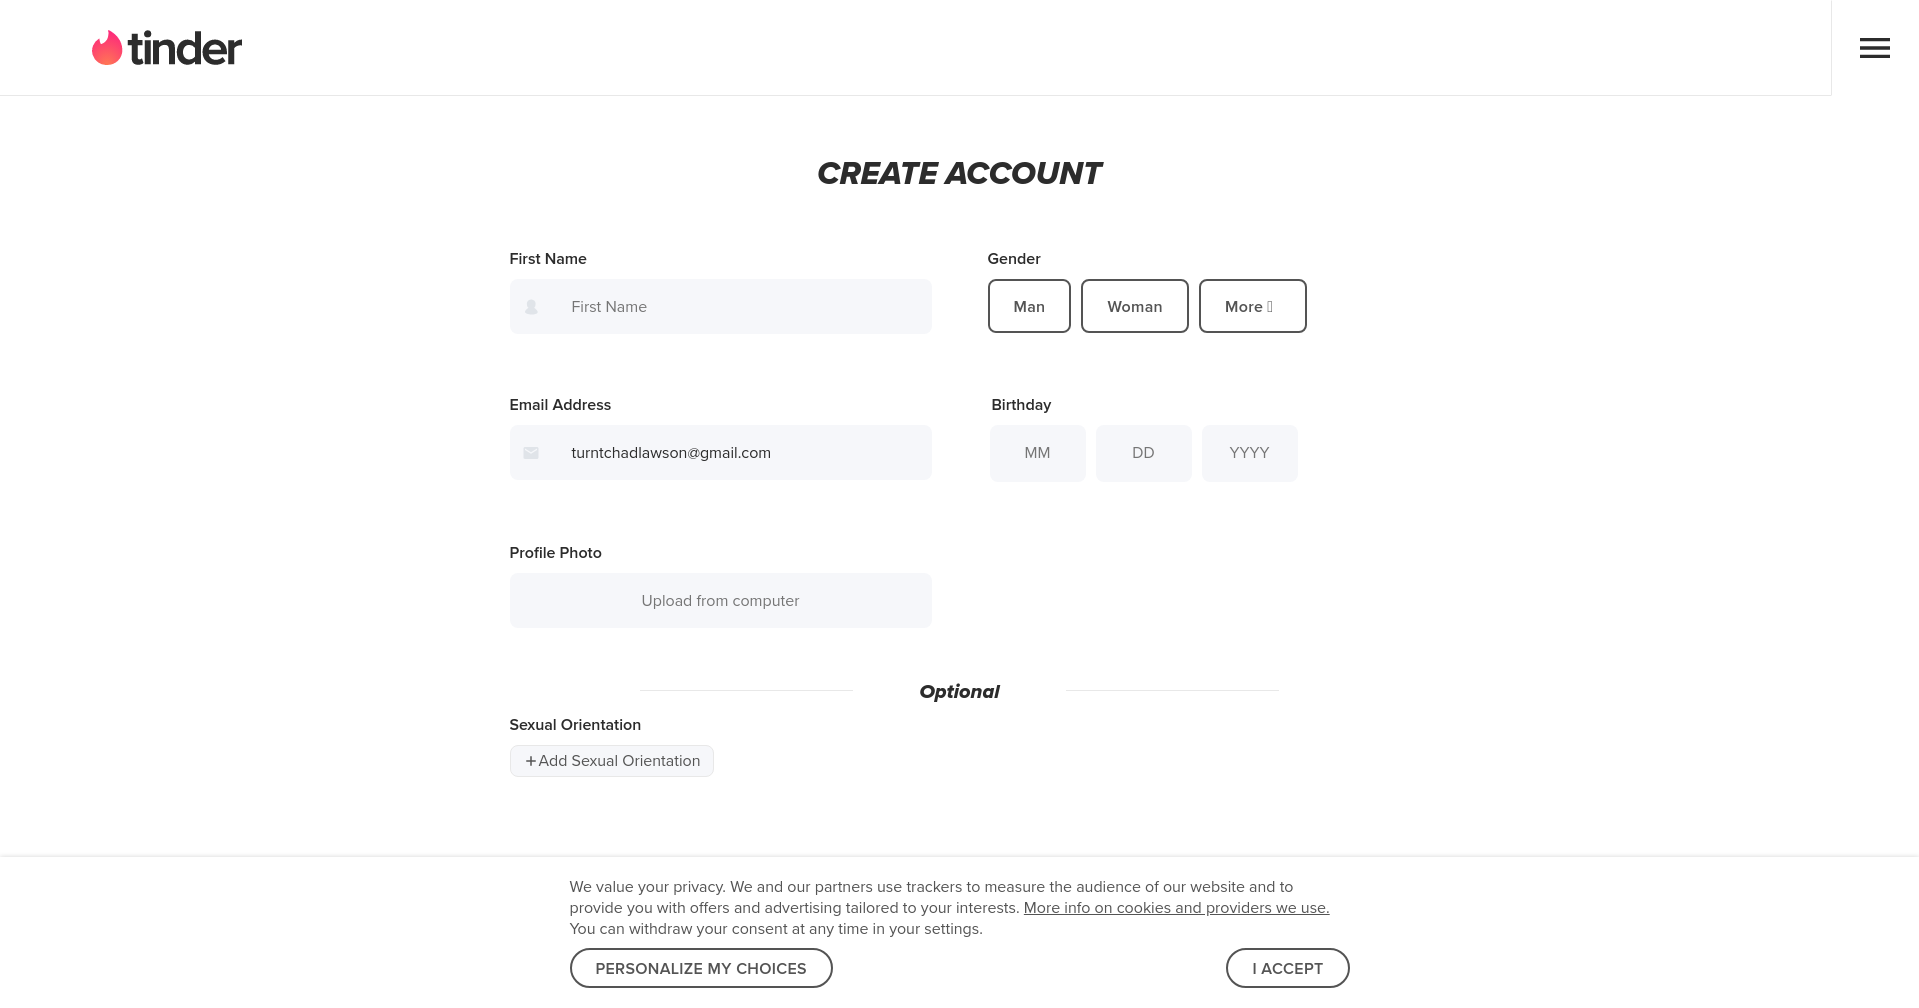 tinder
CREATE ACCOUNT
First Name
First Name
Gender
Man
Woman
More
Email Address
turntchadlawson@gmail.com
Birthday
MM
DD
YYYY
Profile Photo
Upload from computer
Optional
Sexual Orientation
+Add Sexual Orientation
We value your privacy. We and our partners use trackers to measure the audience of our website and to
provide you with offers and advertising tailored to your interests. More info on cookies and providers we use.
You can withdraw your consent at any time in your settings.
PERSONALIZE MY CHOICES
I ACCEPT